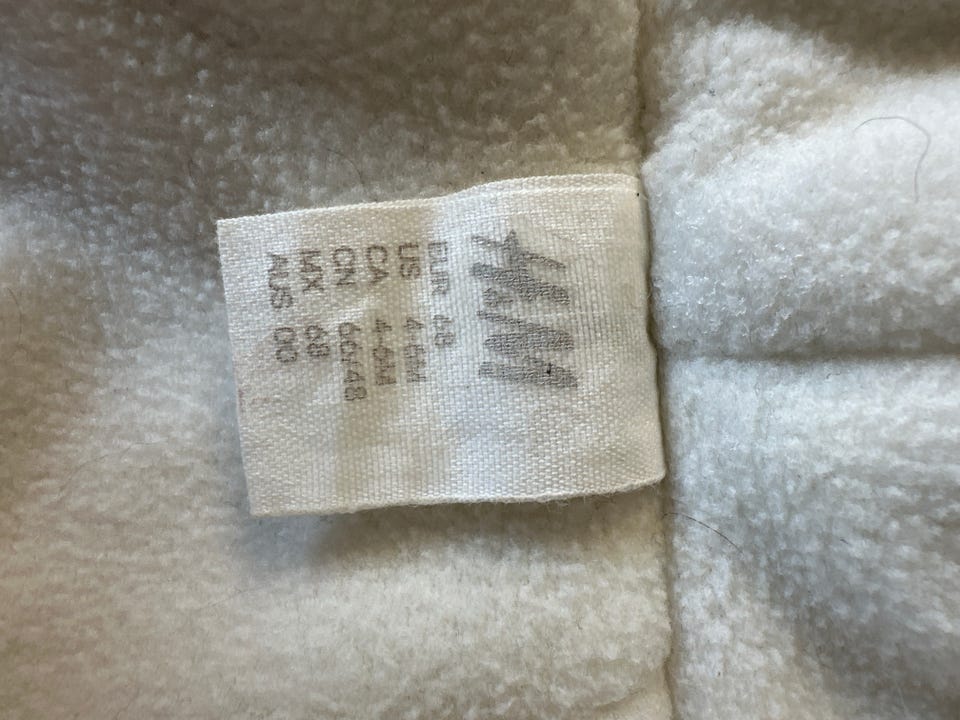 H&M
EUR 68
US 4-6M
CA 4-6M
CN 66/48
MX 68
AUS 00